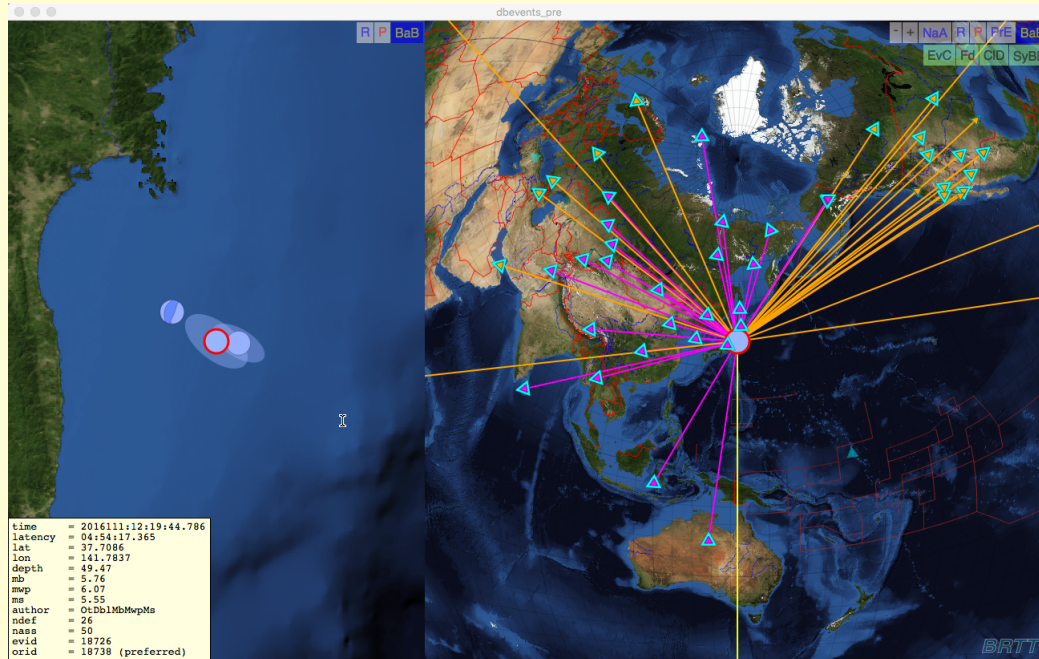 dbevents_pre
R P BaB
- + NaA R P PrE BaB
EvC Fd ClD SyB
time = 2016111:12:19:44.786
latency = 04:54:17.365
lat = 37.7086
lon = 141.7837
depth = 49.47
mb = 5.76
mwp = 6.07
ms = 5.55
author = OtDblMbMwpMs
ndef = 26
nass = 50
evid = 18726
orid = 18738 (preferred)
BRTT